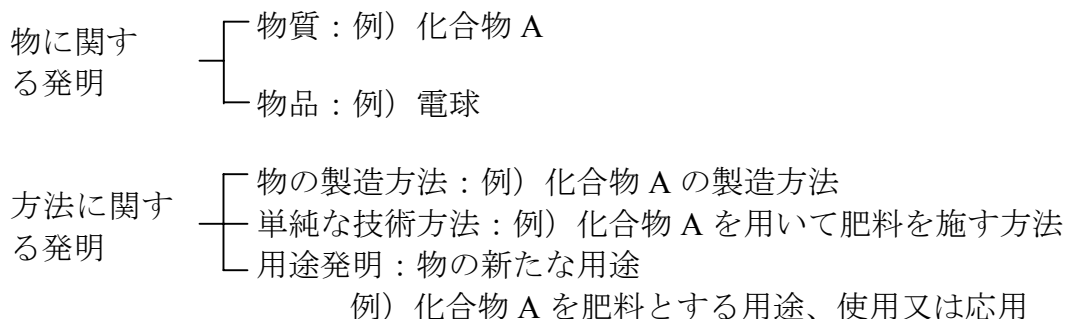 物に関す
る発明
物質：例）化合物 A
物品：例）電球
方法に関す
る発明
物の製造方法：例）化合物 A の製造方法
単純な技術方法：例）化合物 A を用いて肥料を施す方法
用途発明：物の新たな用途
例）化合物 A を肥料とする用途、使用又は応用